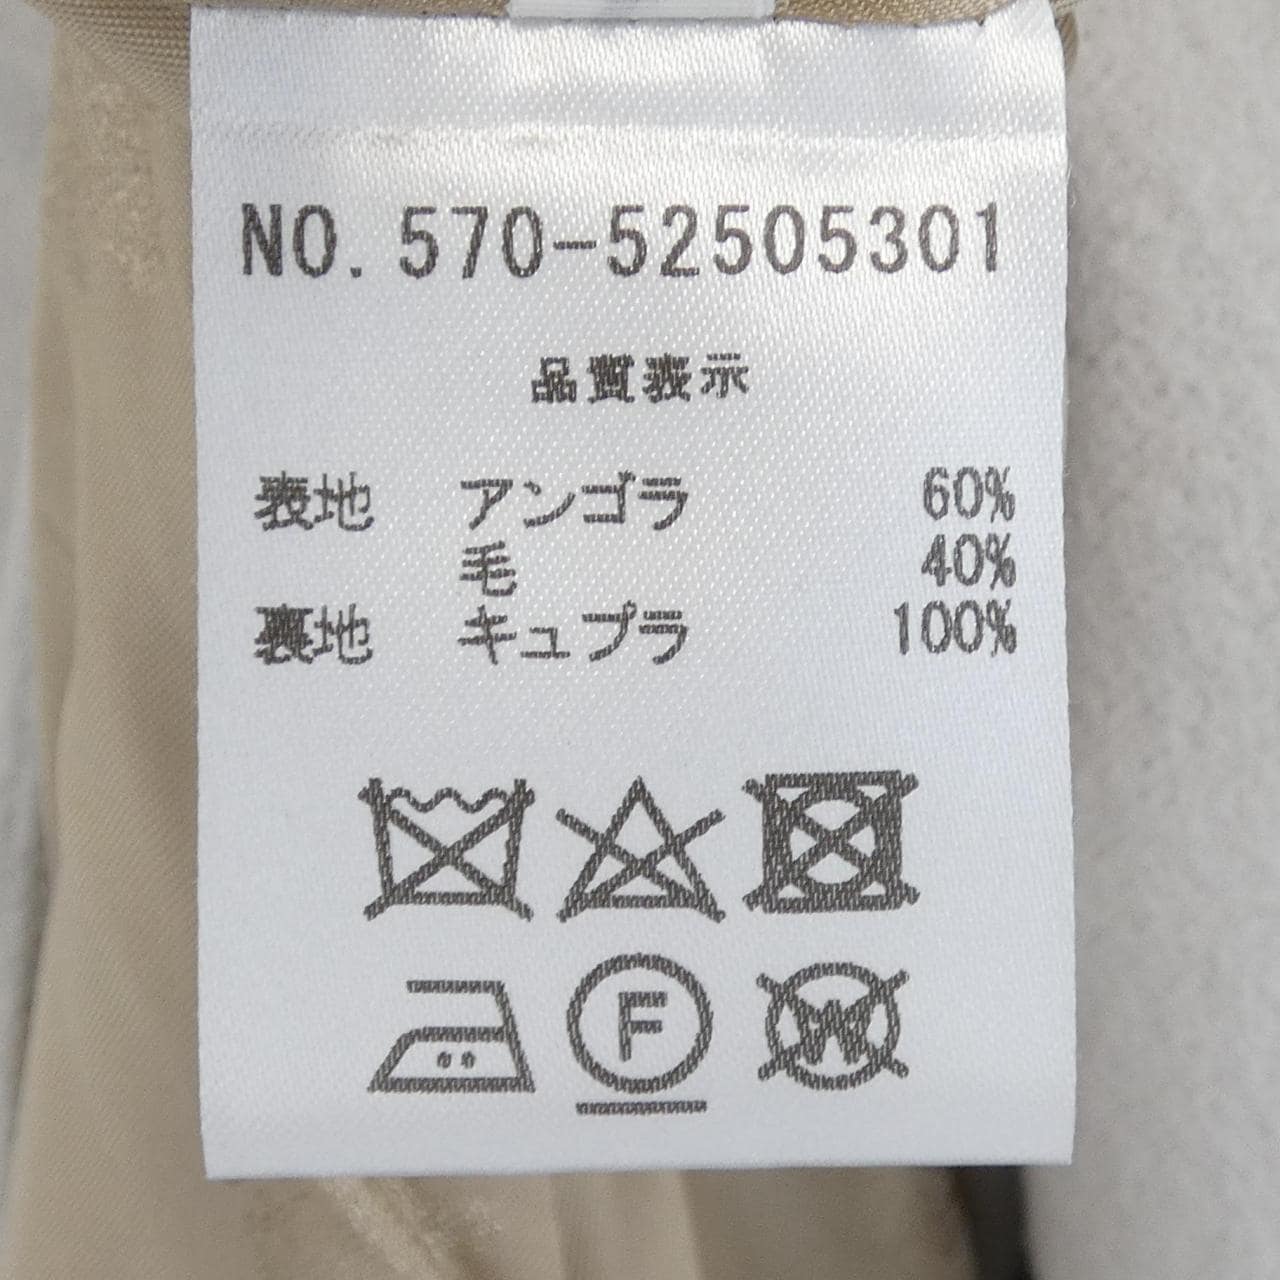 NO. 570-52505301
品質表示
表地 アンゴラ 60%
毛 40%
裏地 キュプラ 100%
F
W